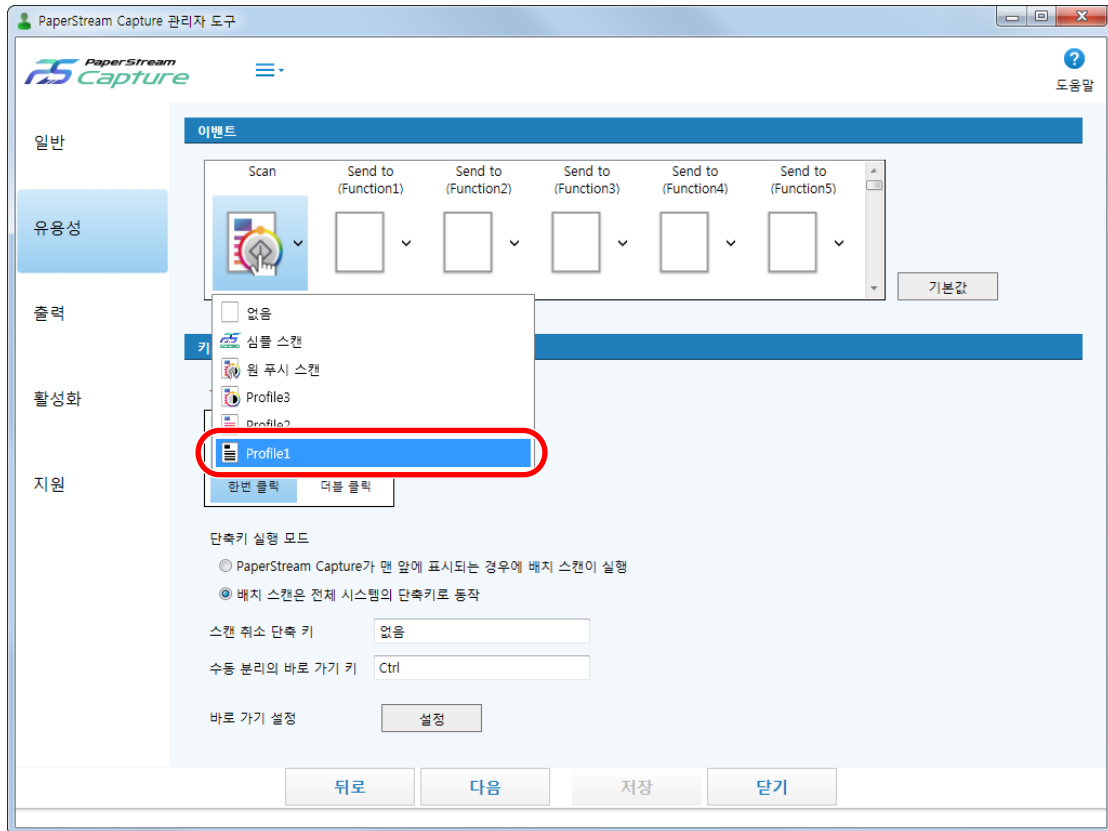 PaperStream Capture 관리자 도구
PaperStream
Capture
도움말
일반
유용성
출력
활성화
지원
이벤트
Scan
Send to
(Function1)
Send to
(Function2)
Send to
(Function3)
Send to
(Function4)
Send to
(Function5)
기본값
없음
심플 스캔
원 푸시 스캔
Profile3
Profile2
Profile1
키
한번 클릭 더블 클릭
단축키 실행 모드
PaperStream Capture가 맨 앞에 표시되는 경우에 배치 스캔이 실행
배치 스캔은 전체 시스템의 단축키로 동작
스캔 취소 단축 키 없음
수동 분리의 바로 가기 키 Ctrl
바로 가기 설정 설정
뒤로 다음 저장 닫기